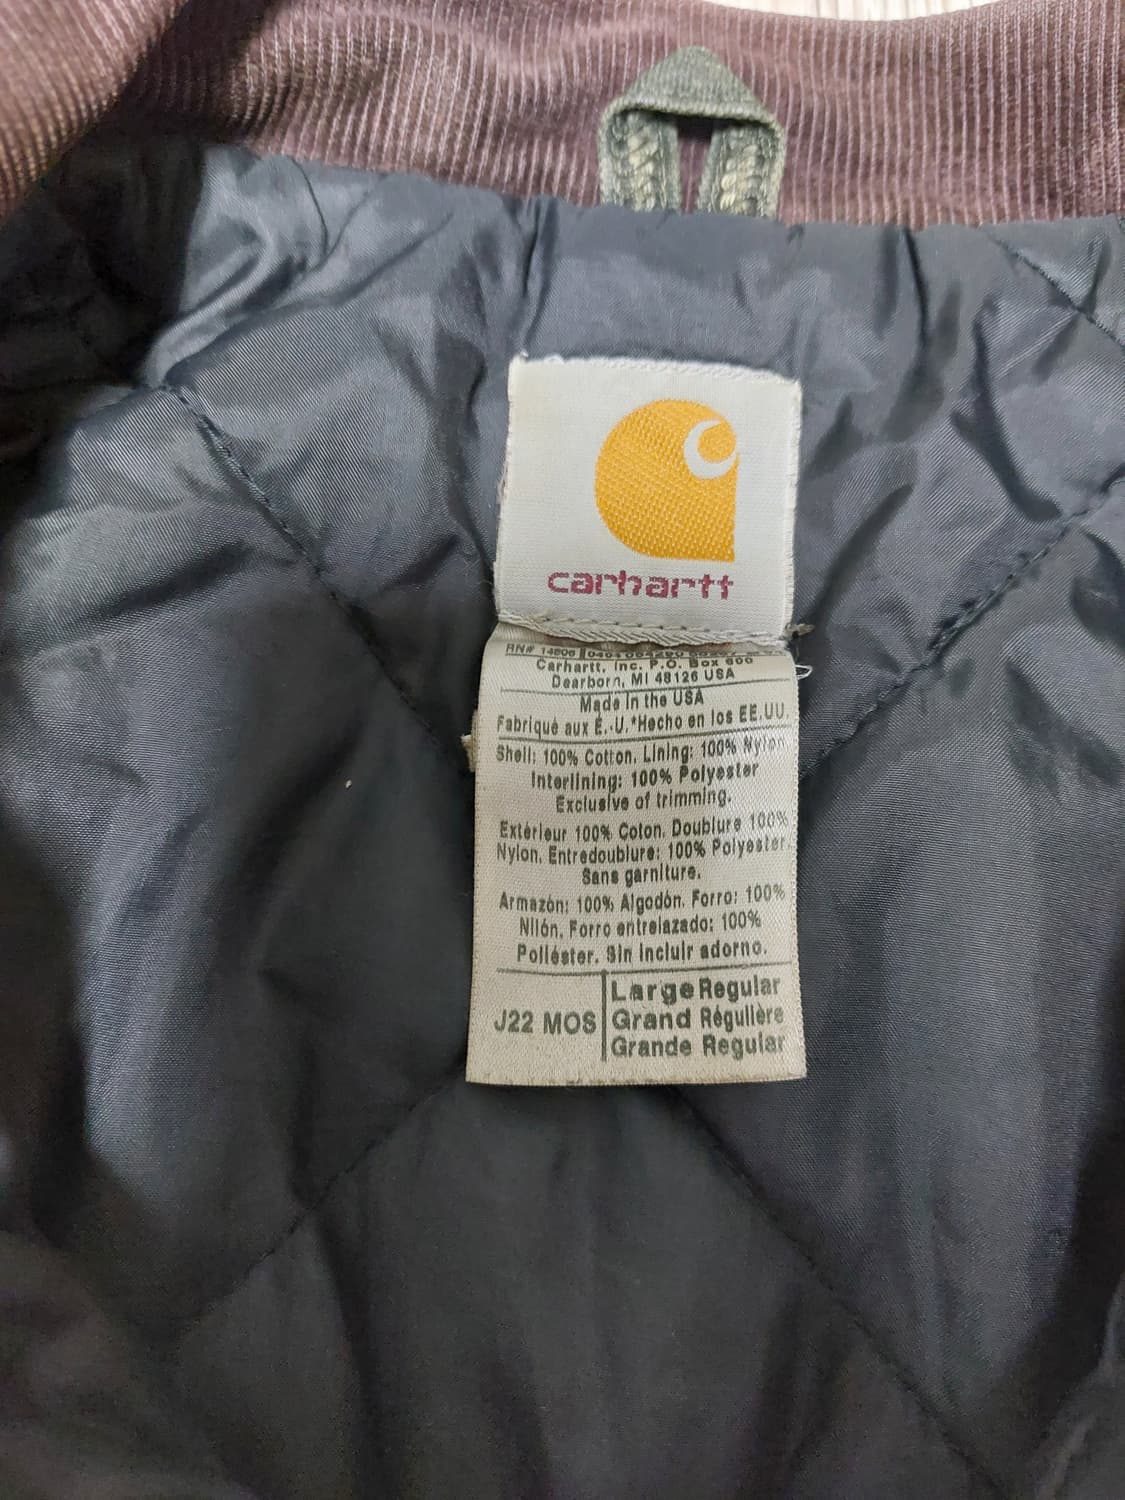 carhartt
RN# 14806
Carhartt, Inc. P.O. Box 600
Dearborn, MI 48126 USA
Made in the USA
Fabriqué aux É.-U.*Hecho en los EE.UU.
Shell: 100% Cotton. Lining: 100% Nylon
Interlining: 100% Polyester
Exclusive of trimming.
Extérieur 100% Coton. Doublure 100%
Nylon. Entredoublure: 100% Polyester.
Sans garniture.
Armazón: 100% Algodón. Forro: 100%
Nilón. Forro entrelazado: 100%
Poliéster. Sin incluir adorno.
J22 MOS
Large Regular
Grand Régulière
Grande Regular